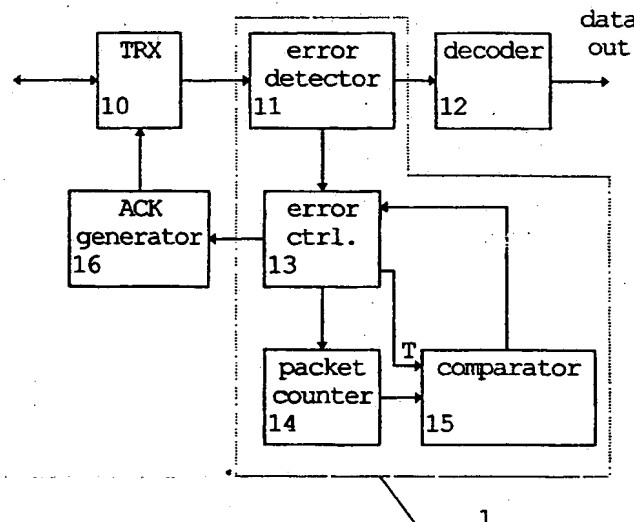 data
out
TRX
10
error
detector
11
decoder
12
ACK
generator
16
error
ctrl.
13
T
packet
counter
14
comparator
15
1